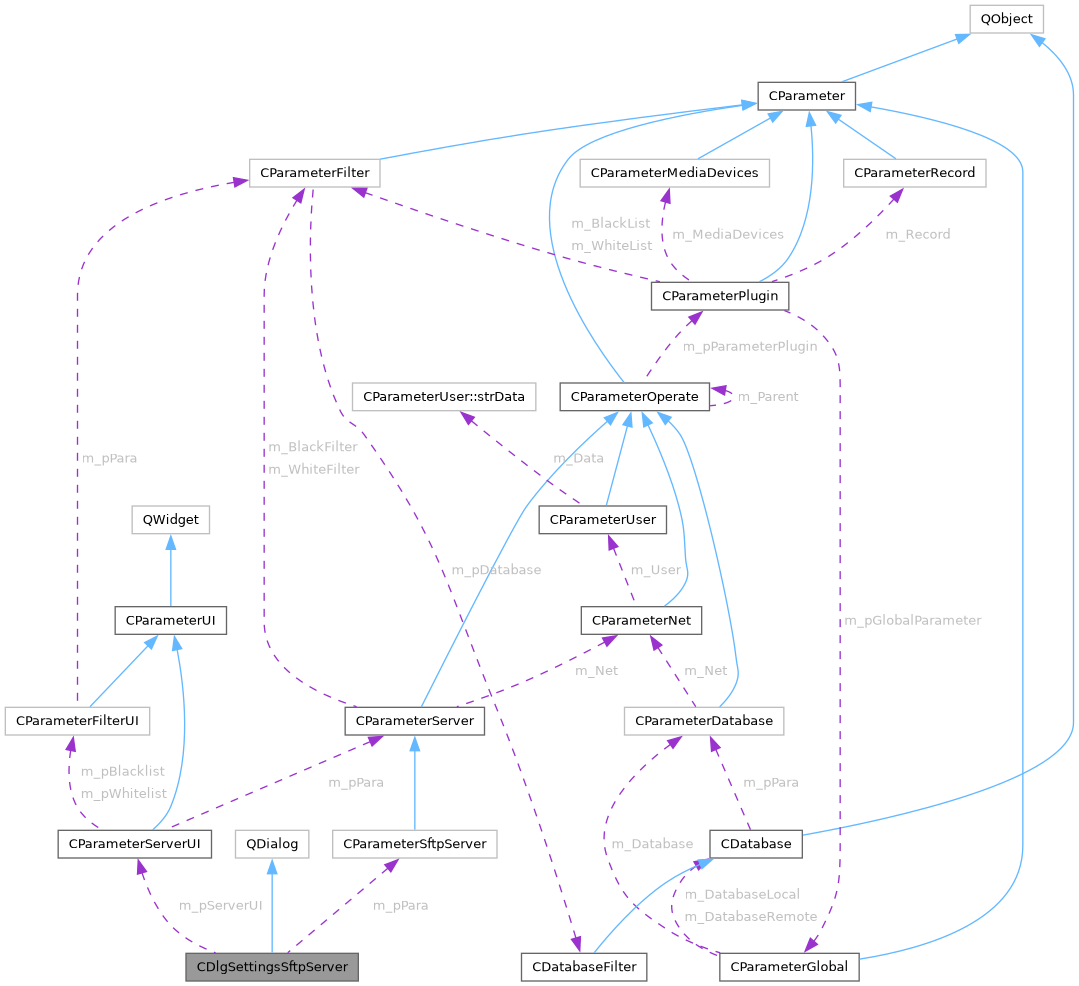 QObject
CParameter
CParameterFilter
CParameterMediaDevices
CParameterRecord
m_BlackList
m_WhiteList
m_MediaDevices
m_Record
CParameterPlugin
m_pParameterPlugin
CParameterUser::strData
CParameterOperate
m_Parent
m_BlackFilter
m_WhiteFilter
m_pPara
m_Data
QWidget
CParameterUser
m_pDatabase
m_User
CParameterUI
CParameterNet
m_pGlobalParameter
m_Net
m_Net
CParameterFilterUI
CParameterServer
CParameterDatabase
m_pBlacklist
m_pWhitelist
m_pPara
m_pPara
CParameterServerUI
QDialog
CParameterSftpServer
m_Database
CDatabase
m_pServerUI
m_pPara
m_DatabaseLocal
m_DatabaseRemote
CDlgSettingsSftpServer
CDatabaseFilter
CParameterGlobal